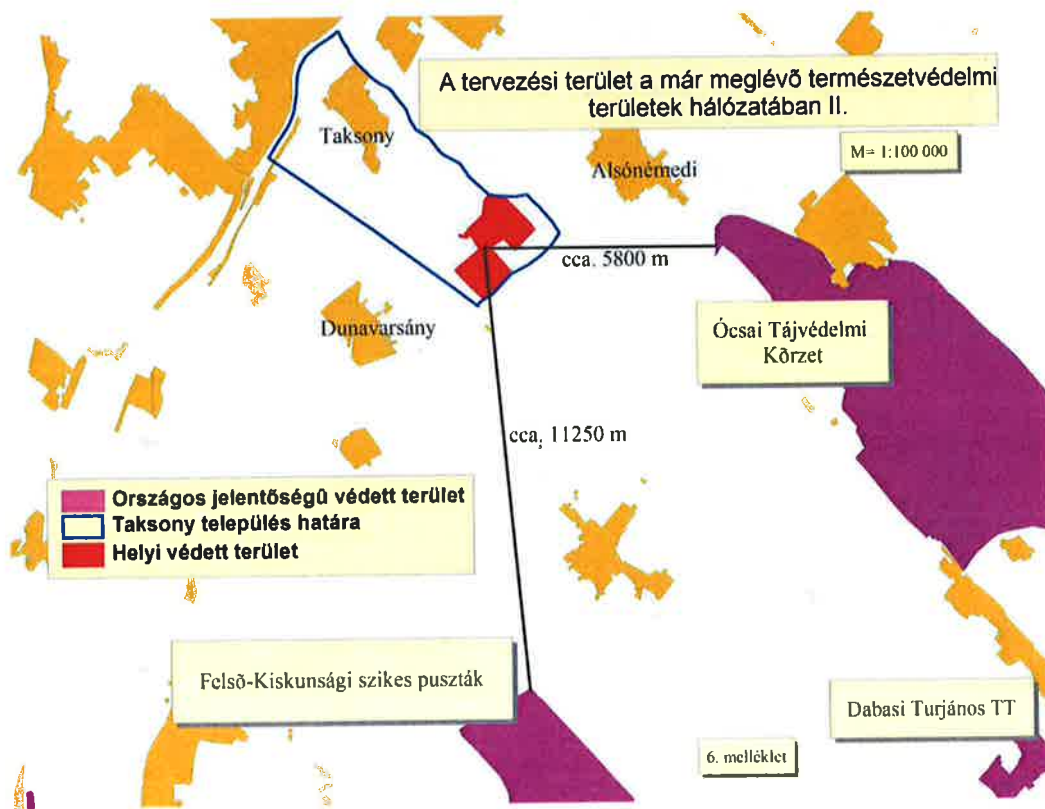 A tervezési terület a már meglévő természetvédelmi
területek hálózatában II.
Taksony
Alsónémedi
M= 1:100 000
cca. 5800 m
Dunavarsány
Ócsai Tájvédelmi
Kőrzet
cca, 11250 m
Országos jelentőségű védett terület
Taksony település határa
Helyi védett terület
Felső-Kiskunsági szikes puszták
Dabasi Turjános TT
6. melléklet